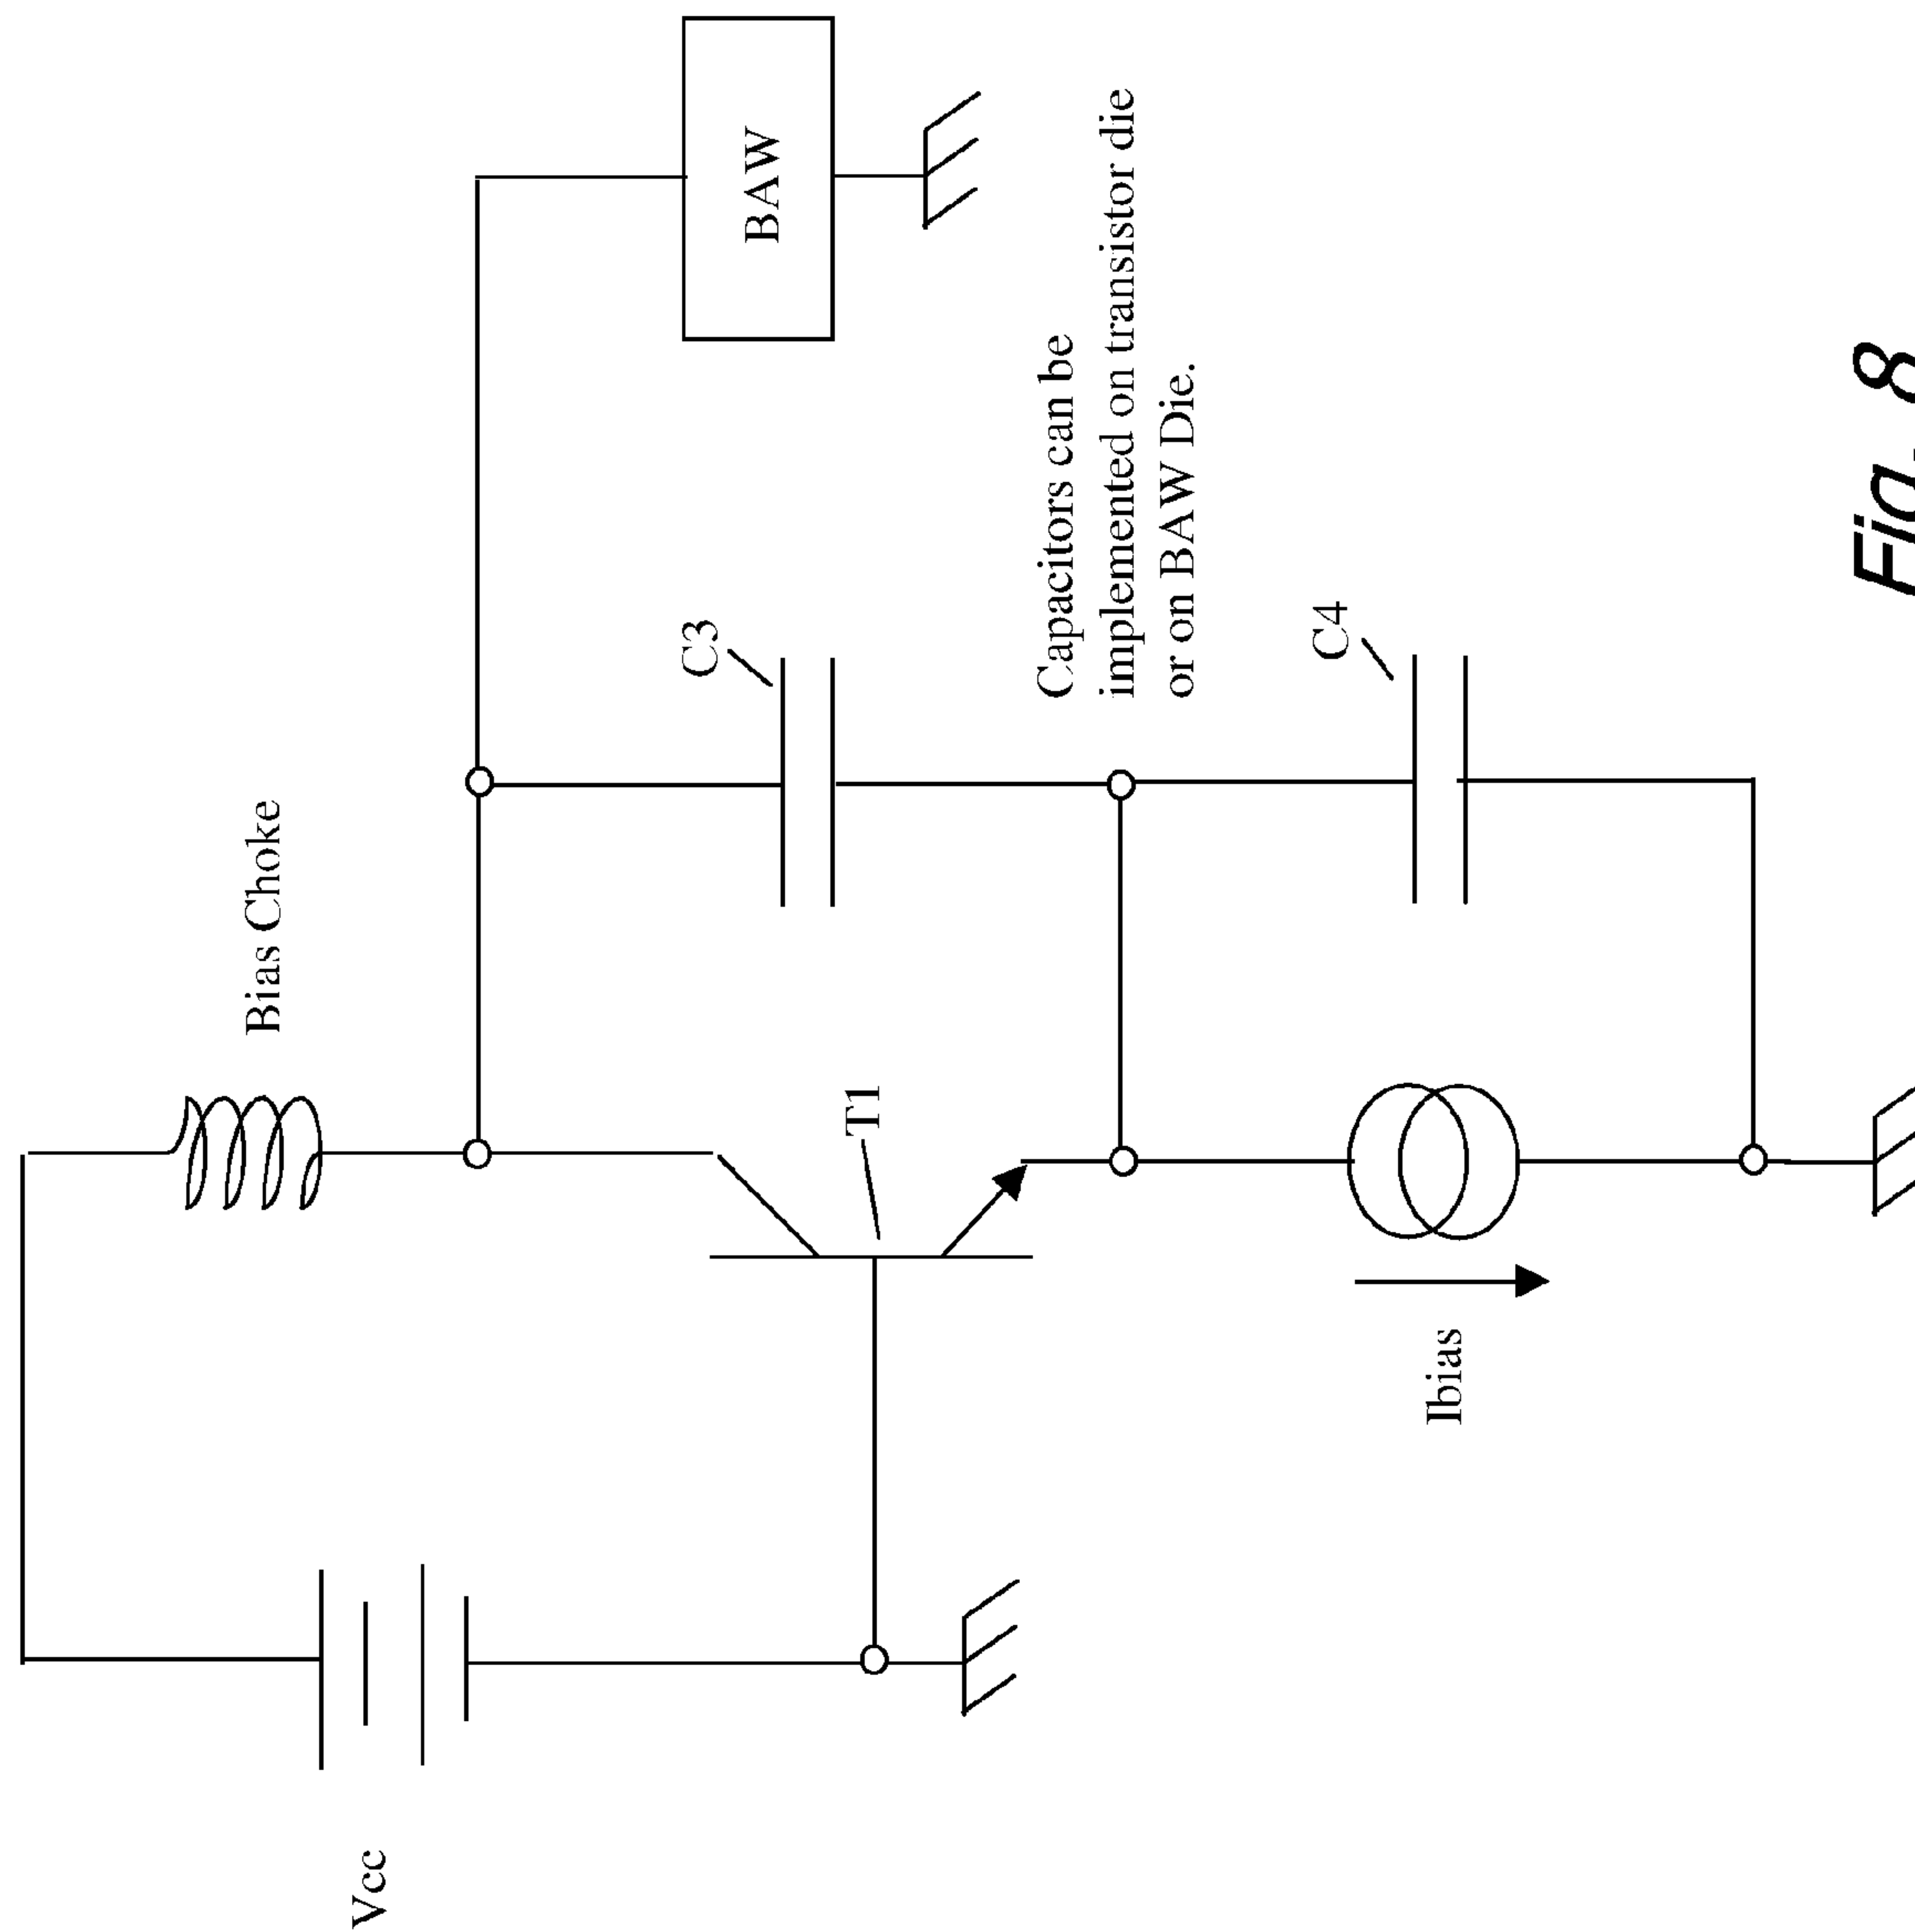 Vcc
Bias Choke
T1
Ibias
C3
BAW
Capacitors can be
implemented on transistor die
or on BAW Die.
C4
Fig. 8